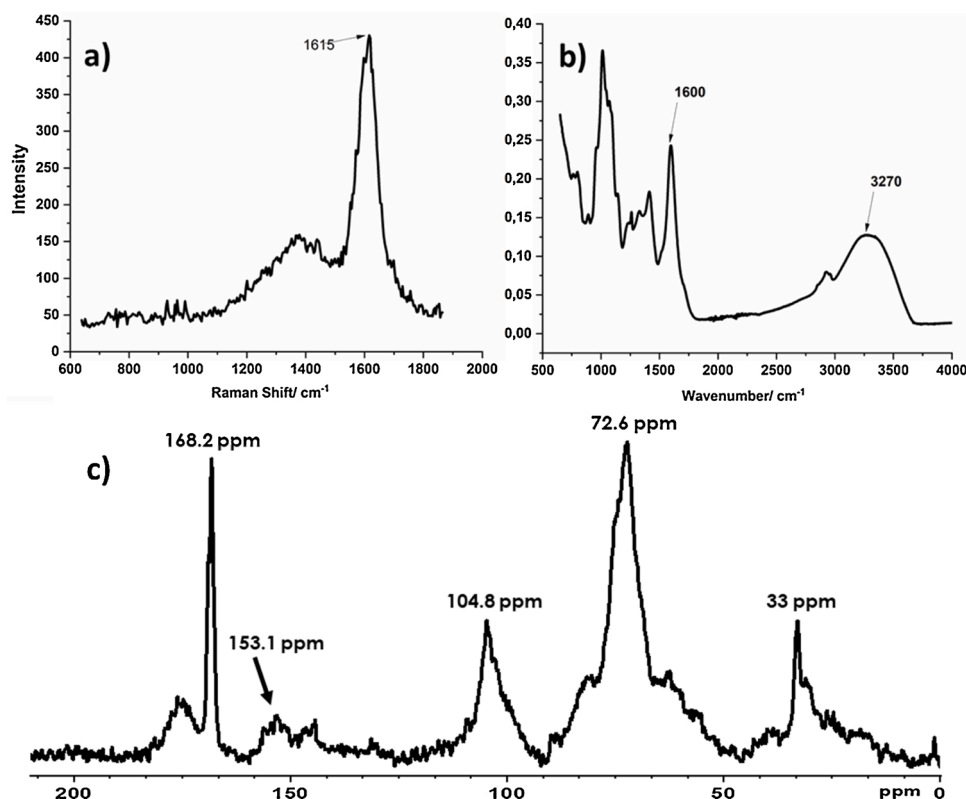 a)
1615
450
400
350
300
250
200
150
100
50
0
Intensity
600 800 1000 1200 1400 1600 1800 2000
Raman Shift/ cm-1
b)
1600
3270
0,40
0,35
0,30
0,25
0,20
0,15
0,10
0,05
0,00
500 1000 1500 2000 2500 3000 3500 4000
Wavenumber/ cm-1
c)
168.2 ppm
153.1 ppm
104.8 ppm
72.6 ppm
33 ppm
200 150 100 50 ppm 0